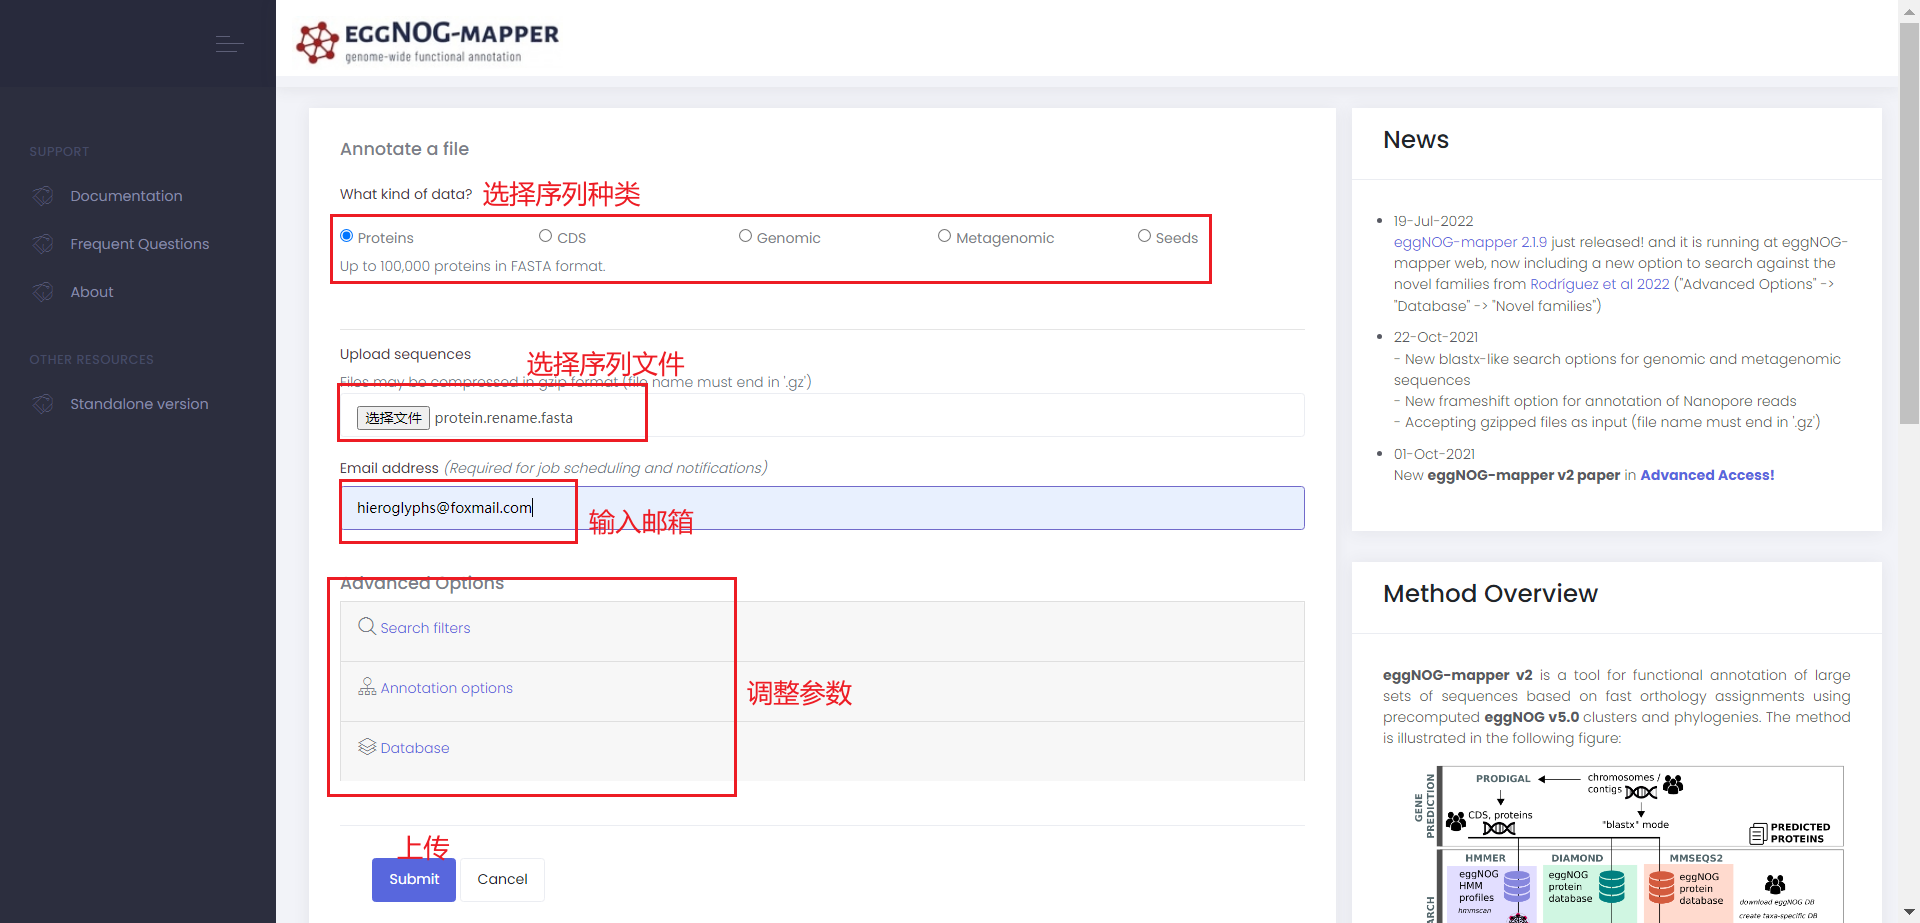 EGGNOG-MAPPER
genome-wide functional annotation
SUPPORT
Documentation
Frequent Questions
About
OTHER RESOURCES
Standalone version
Annotate a file
What kind of data? 选择序列种类
Proteins CDS Genomic Metagenomic Seeds
Up to 100,000 proteins in FASTA format.
Upload sequences
选择序列文件
Files may be compressed in gzip format (file name must end in '.gz')
选择文件 protein.rename.fasta
Email address (Required for job scheduling and notifications)
hieroglyphs@foxmail.com
输入邮箱
Advanced Options
Search filters
Annotation options
调整参数
Database
上传
Submit Cancel
News
19-Jul-2022
eggNOG-mapper 2.1.9 just released! and it is running at eggNOG-
mapper web, now including a new option to search against the
novel families from Rodríguez et al 2022 ("Advanced Options" ->
"Database" -> "Novel families")
22-Oct-2021
- New blastx-like search options for genomic and metagenomic
sequences
- New frameshift option for annotation of Nanopore reads
- Accepting gzipped files as input (file name must end in '.gz')
01-Oct-2021
New eggNOG-mapper v2 paper in Advanced Access!
Method Overview
eggNOG-mapper v2 is a tool for functional annotation of large
sets of sequences based on fast orthology assignments using
precomputed eggNOG v5.0 clusters and phylogenies. The method
is illustrated in the following figure:
GENE
PREDICTION
PRODIGAL
chromosomes /
contigs
CDS, proteins
"blastx" mode
PREDICTED
PROTEINS
HMMER DIAMOND MMSEQS2
eggNOG
HMM
profiles
hmmscan
eggNOG
protein
database
eggNOG
protein
database
download eggNOG DB
create taxa-specific DB